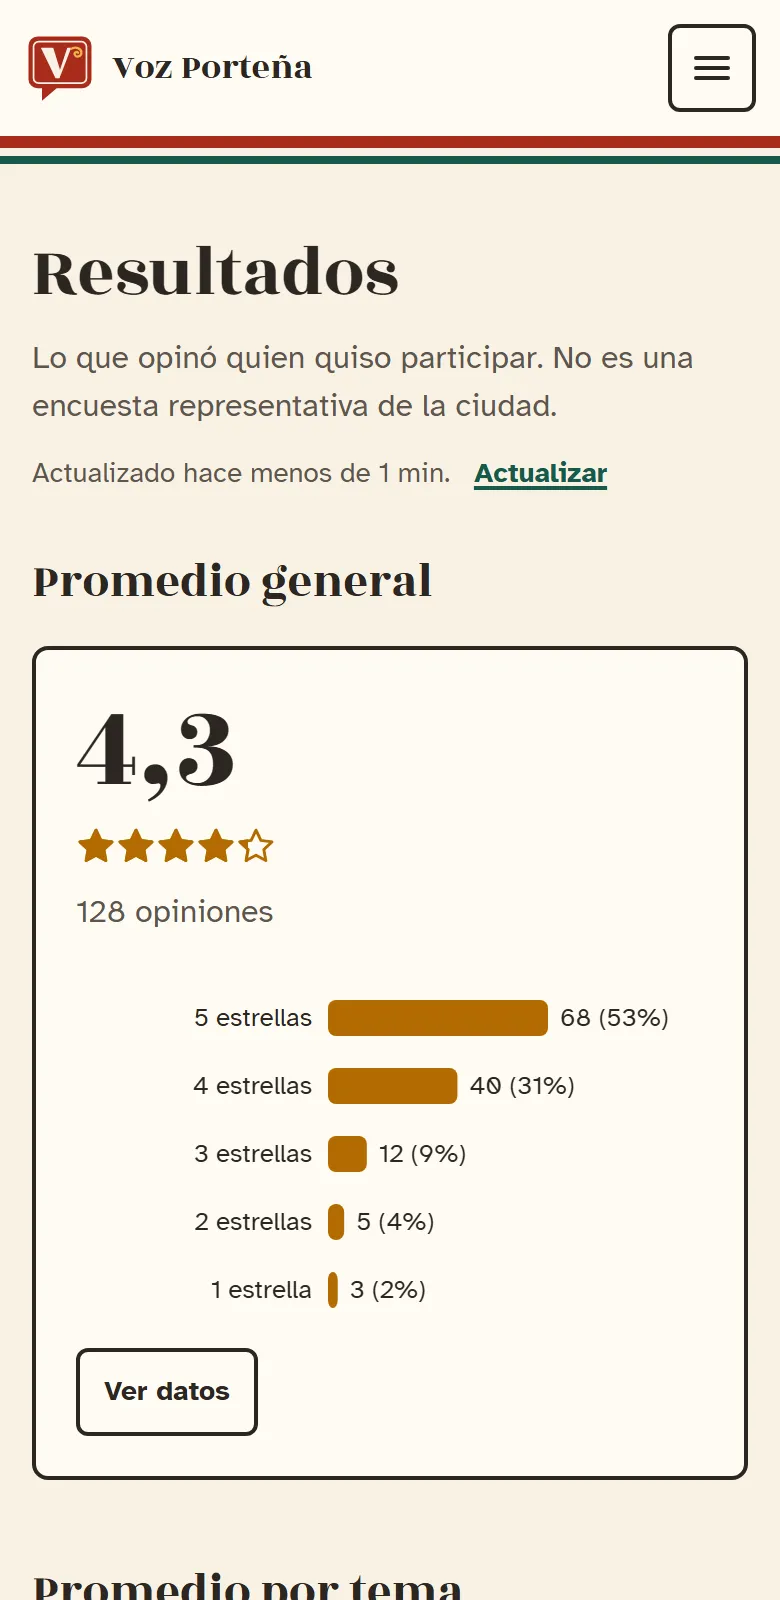 V
Voz Porteña
Resultados
Lo que opinó quien quiso participar. No es una
encuesta representativa de la ciudad.
Actualizado hace menos de 1 min. Actualizar
Promedio general
4,3
128 opiniones
5 estrellas 68 (53%)
4 estrellas 40 (31%)
3 estrellas 12 (9%)
2 estrellas 5 (4%)
1 estrella 3 (2%)
Ver datos
Promedio por tema